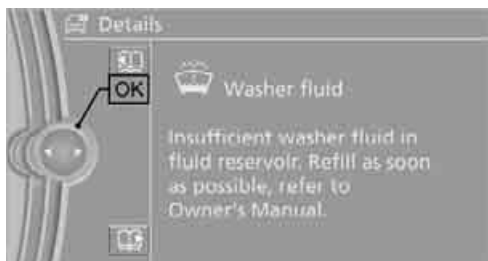 Details
OK
Washer fluid
Insufficient washer fluid in
fluid reservoir. Refill as soon
as possible, refer to
Owner's Manual.